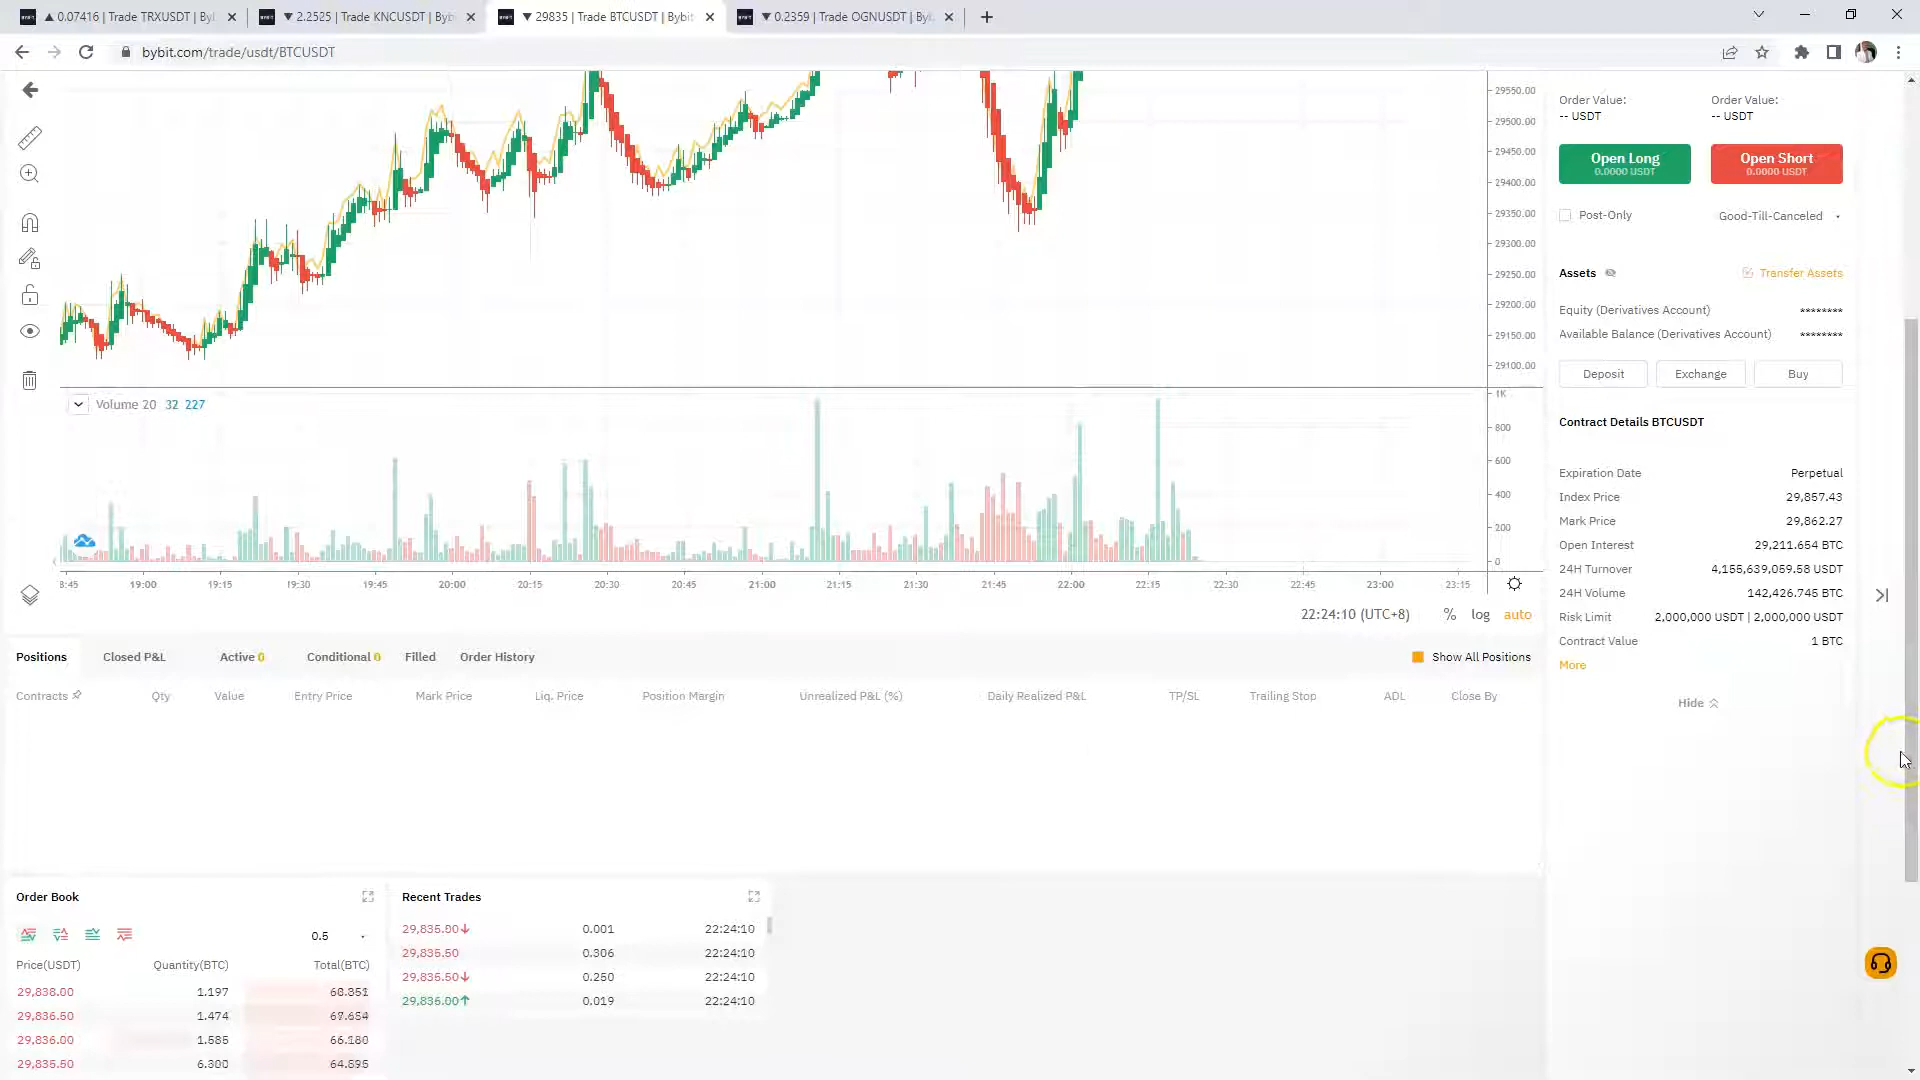 ▲ 0.07416 | Trade TRXUSDT | Byl
▼ 2.2525 | Trade KNCUSDT | Byb
▼ 29835 | Trade BTCUSDT | Bybit
▼ 0.2359 | Trade OGNUSDT | Byl
bybit.com/trade/usdt/BTCUSDT
29550.00
29500.00
29450.00
29400.00
29350.00
29300.00
29250.00
29200.00
29150.00
29100.00
Volume 20 32 227
1K
800
600
400
200
0
8:45 19:00 19:15 19:30 19:45 20:00 20:15 20:30 20:45 21:00 21:15 21:30 21:45 22:00 22:15 22:30 22:45 23:00 23:15
22:24:10 (UTC+8) % log auto
Order Value: Order Value:
-- USDT -- USDT
Open Long Open Short
0.0000 USDT 0.0000 USDT
Post-Only Good-Till-Canceled
Assets Transfer Assets
Equity (Derivatives Account) ********
Available Balance (Derivatives Account) ********
Deposit Exchange Buy
Contract Details BTCUSDT
Expiration Date Perpetual
Index Price 29,857.43
Mark Price 29,862.27
Open Interest 29,211.654 BTC
24H Turnover 4,155,639,059.58 USDT
24H Volume 142,426.745 BTC
Risk Limit 2,000,000 USDT | 2,000,000 USDT
Contract Value 1 BTC
More
Hide
Positions Closed P&L Active 0 Conditional 0 Filled Order History Show All Positions
Contracts Qty Value Entry Price Mark Price Liq. Price Position Margin Unrealized P&L (%) Daily Realized P&L TP/SL Trailing Stop ADL Close By
Order Book
0.5
Price(USDT) Quantity(BTC) Total(BTC)
29,838.00 1.197 68.351
29,836.50 1.474 67.654
29,836.00 1.585 66.180
29,835.50 6.300 64.595
Recent Trades
29,835.00↓ 0.001 22:24:10
29,835.50 0.306 22:24:10
29,835.50↓ 0.250 22:24:10
29,836.00↑ 0.019 22:24:10